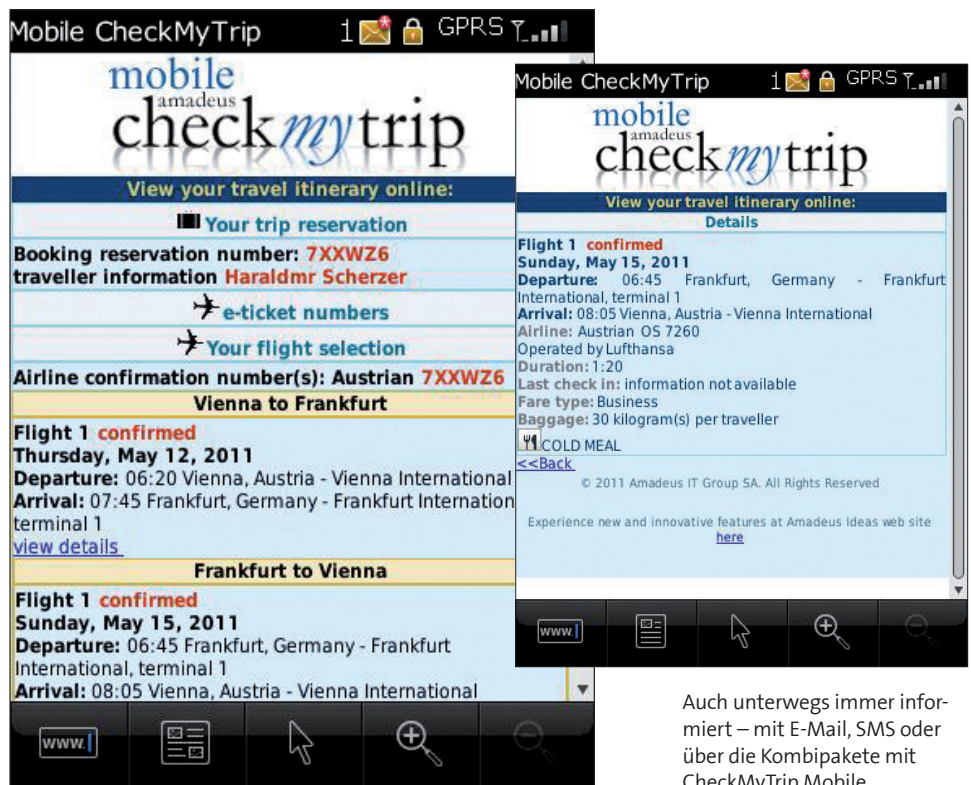 Mobile CheckMyTrip 1 GPRS
mobile
amadeus
checkmytrip
View your travel itinerary online:
Your trip reservation
Booking reservation number: 7XXWZ6
traveller information Haraldmr Scherzer
e-ticket numbers
Your flight selection
Airline confirmation number(s): Austrian 7XXWZ6
Vienna to Frankfurt
Flight 1 confirmed
Thursday, May 12, 2011
Departure: 06:20 Vienna, Austria - Vienna International
Arrival: 07:45 Frankfurt, Germany - Frankfurt Internation
terminal 1
view details
Frankfurt to Vienna
Flight 1 confirmed
Sunday, May 15, 2011
Departure: 06:45 Frankfurt, Germany - Frankfurt
International, terminal 1
Arrival: 08:05 Vienna, Austria - Vienna International
www.
Mobile CheckMyTrip 1 GPRS
mobile
amadeus
checkmytrip
View your travel itinerary online:
Details
Flight 1 confirmed
Sunday, May 15, 2011
Departure: 06:45 Frankfurt, Germany - Frankfurt
International, terminal 1
Arrival: 08:05 Vienna, Austria - Vienna International
Airline: Austrian OS 7260
Operated by Lufthansa
Duration: 1:20
Last check in: information not available
Fare type: Business
Baggage: 30 kilogram(s) per traveller
COLD MEAL
<<Back
© 2011 Amadeus IT Group SA. All Rights Reserved
Experience new and innovative features at Amadeus Ideas web site
here
www.
Auch unterwegs immer infor-
miert – mit E-Mail, SMS oder
über die Kombipakete mit
CheckMyTrip Mobile